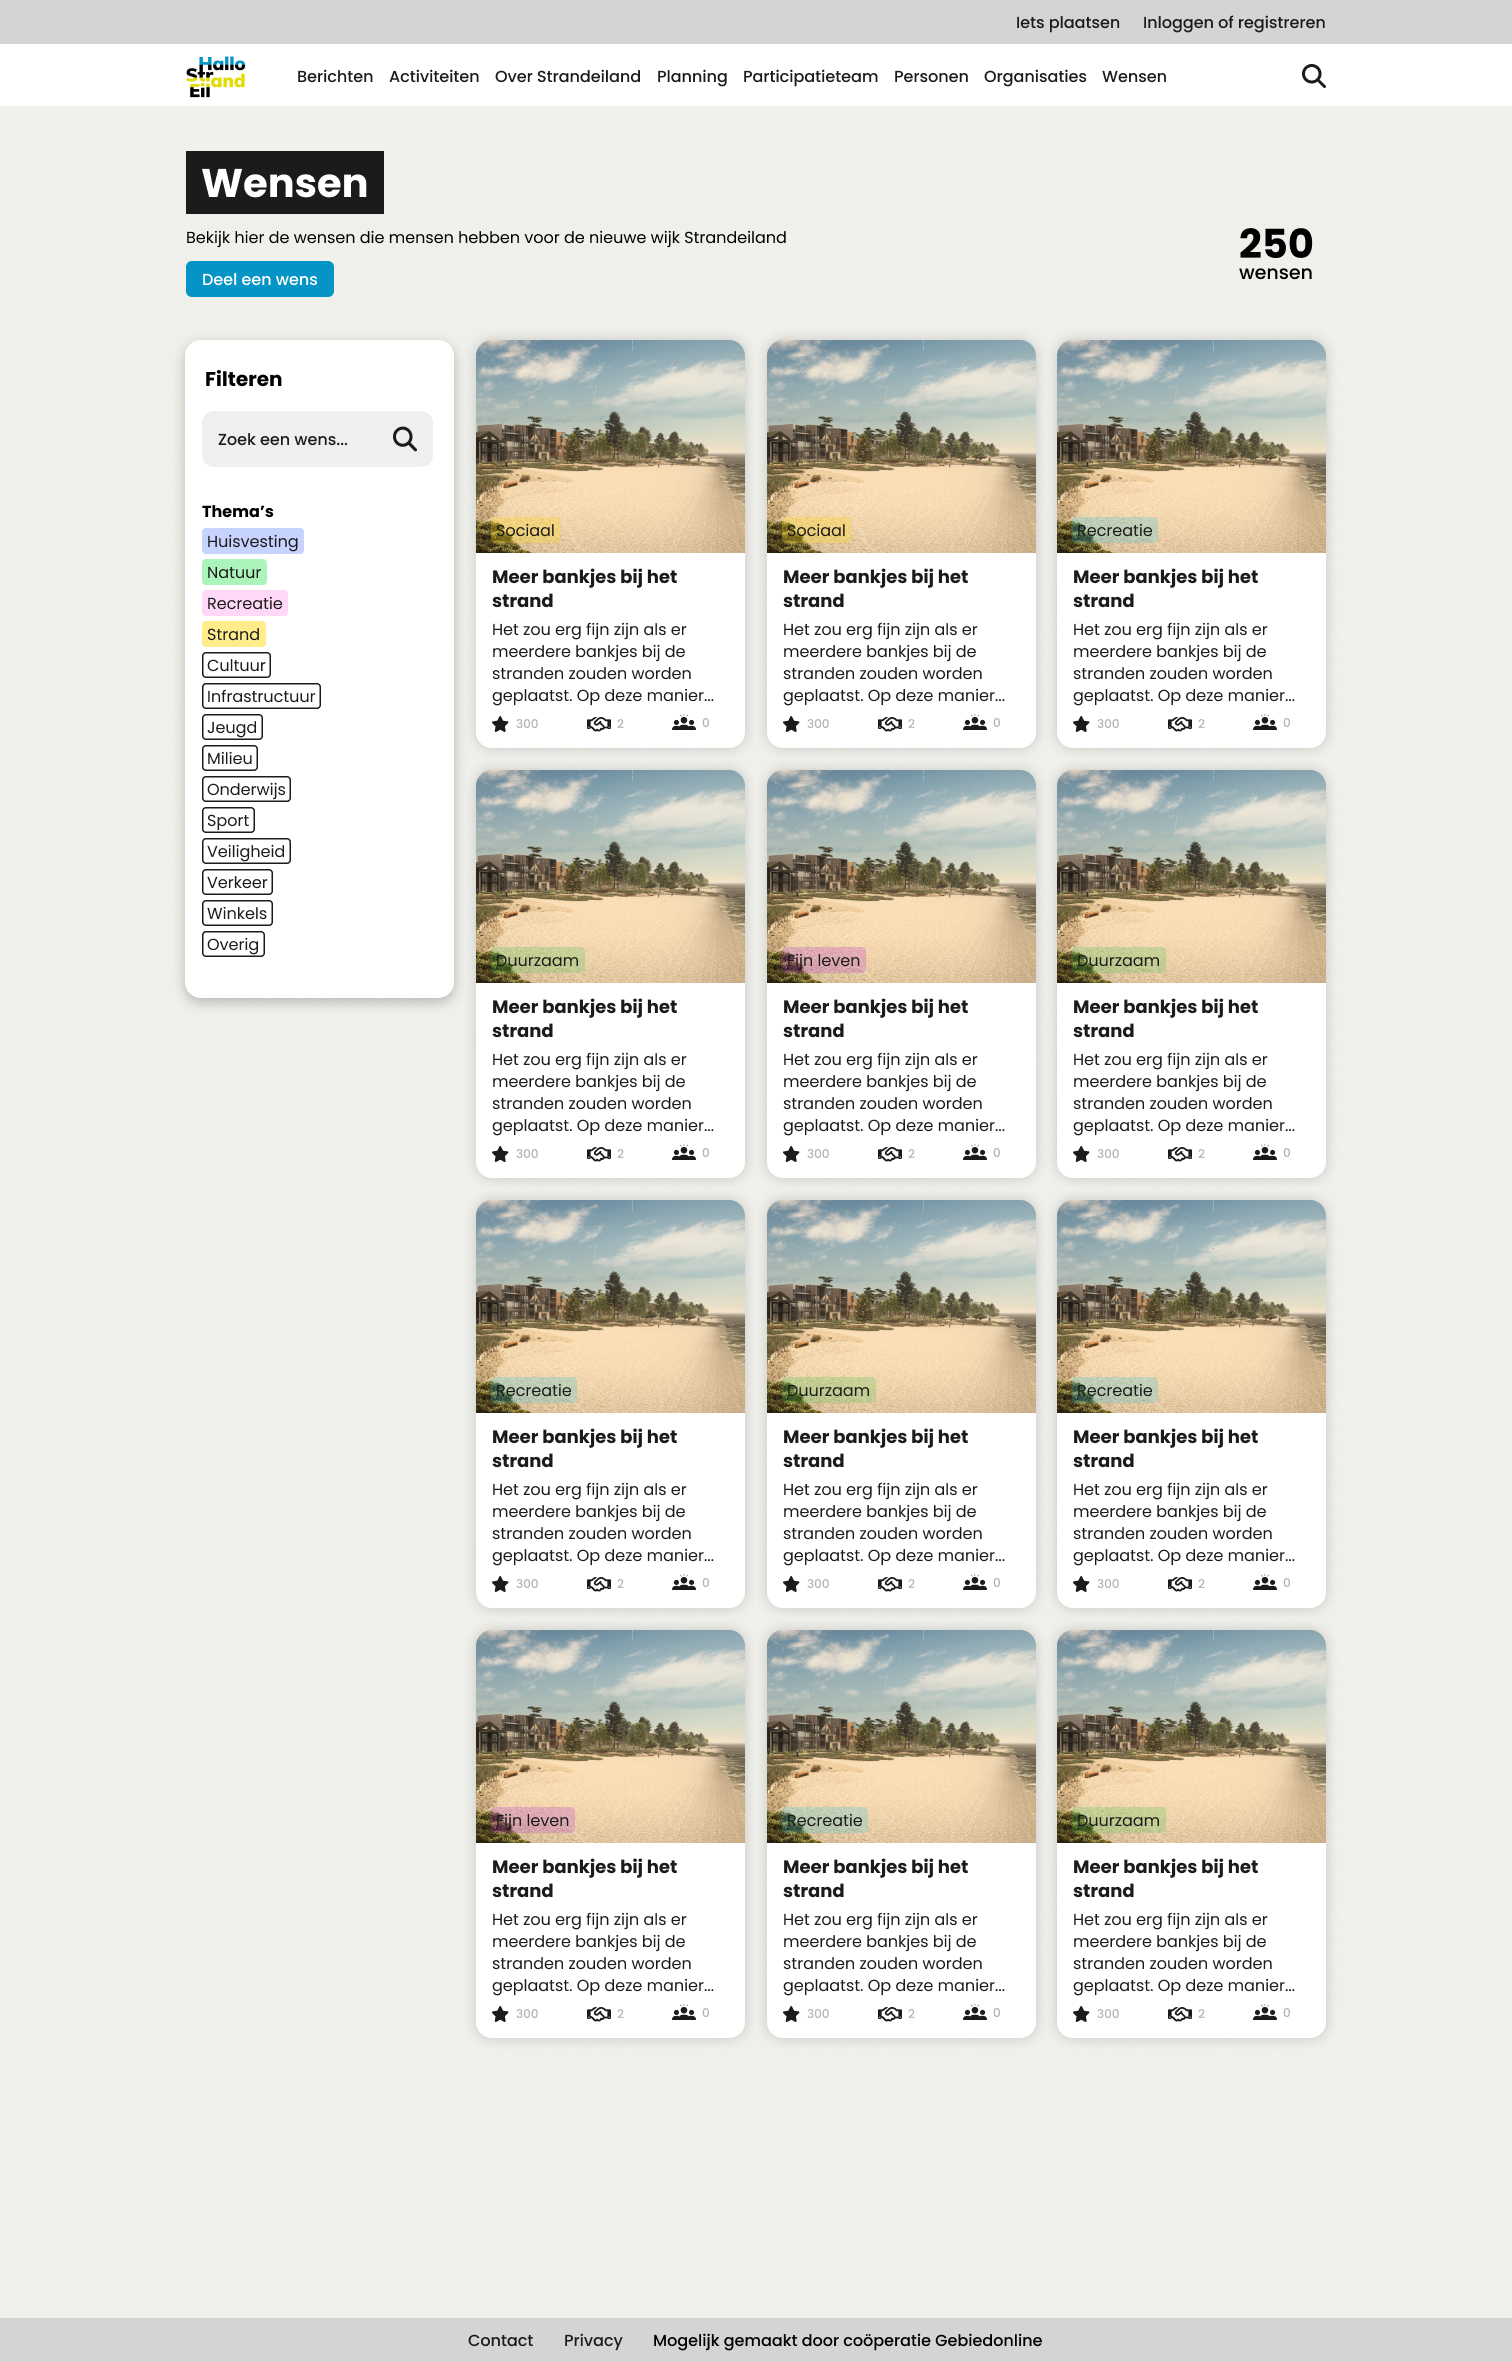 Iets plaatsen Inloggen of registreren
Hallo
Strand
Eil
Berichten Activiteiten Over Strandeiland Planning Participatieteam Personen Organisaties Wensen
Wensen
Bekijk hier de wensen die mensen hebben voor de nieuwe wijk Strandeiland
Deel een wens
250
wensen
Filteren
Zoek een wens...
Thema’s
Huisvesting
Natuur
Recreatie
Strand
Cultuur
Infrastructuur
Jeugd
Milieu
Onderwijs
Sport
Veiligheid
Verkeer
Winkels
Overig
Sociaal
Meer bankjes bij het
strand
Het zou erg fijn zijn als er
meerdere bankjes bij de
stranden zouden worden
geplaatst. Op deze manier...
300 2 0
Sociaal
Meer bankjes bij het
strand
Het zou erg fijn zijn als er
meerdere bankjes bij de
stranden zouden worden
geplaatst. Op deze manier...
300 2 0
Recreatie
Meer bankjes bij het
strand
Het zou erg fijn zijn als er
meerdere bankjes bij de
stranden zouden worden
geplaatst. Op deze manier...
300 2 0
Duurzaam
Meer bankjes bij het
strand
Het zou erg fijn zijn als er
meerdere bankjes bij de
stranden zouden worden
geplaatst. Op deze manier...
300 2 0
Fijn leven
Meer bankjes bij het
strand
Het zou erg fijn zijn als er
meerdere bankjes bij de
stranden zouden worden
geplaatst. Op deze manier...
300 2 0
Duurzaam
Meer bankjes bij het
strand
Het zou erg fijn zijn als er
meerdere bankjes bij de
stranden zouden worden
geplaatst. Op deze manier...
300 2 0
Recreatie
Meer bankjes bij het
strand
Het zou erg fijn zijn als er
meerdere bankjes bij de
stranden zouden worden
geplaatst. Op deze manier...
300 2 0
Duurzaam
Meer bankjes bij het
strand
Het zou erg fijn zijn als er
meerdere bankjes bij de
stranden zouden worden
geplaatst. Op deze manier...
300 2 0
Recreatie
Meer bankjes bij het
strand
Het zou erg fijn zijn als er
meerdere bankjes bij de
stranden zouden worden
geplaatst. Op deze manier...
300 2 0
Fijn leven
Meer bankjes bij het
strand
Het zou erg fijn zijn als er
meerdere bankjes bij de
stranden zouden worden
geplaatst. Op deze manier...
300 2 0
Recreatie
Meer bankjes bij het
strand
Het zou erg fijn zijn als er
meerdere bankjes bij de
stranden zouden worden
geplaatst. Op deze manier...
300 2 0
Duurzaam
Meer bankjes bij het
strand
Het zou erg fijn zijn als er
meerdere bankjes bij de
stranden zouden worden
geplaatst. Op deze manier...
300 2 0
Contact Privacy Mogelijk gemaakt door coöperatie Gebiedonline